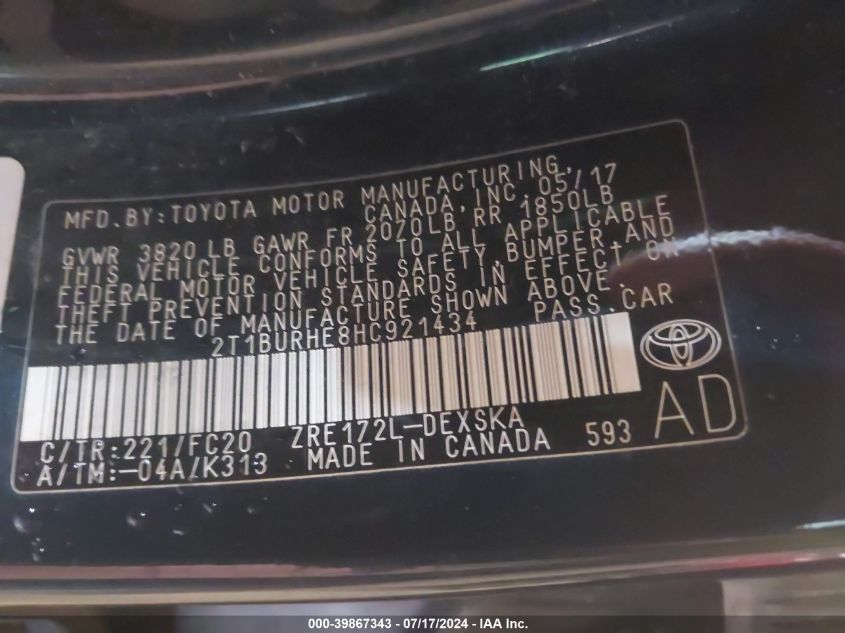 MFD.BY:TOYOTA MOTOR MANUFACTURING,
CANADA, INC. 05/17
GVWR 3820 LB GAWR FR 2070LB RR 1850LB
THIS VEHICLE CONFORMS TO ALL APPLICABLE
FEDERAL MOTOR VEHICLE SAFETY,BUMPER,AND
THEFT PREVENTION STANDARDS IN EFFECT ON
THE DATE OF MANUFACTURE SHOWN ABOVE.
2T1BURHE8HC921434 PASS.CAR
C/TR:221/FC20 ZRE172L-DEXSKA
A/TM:-04A/K313 MADE IN CANADA 593 AD
000-39867343 - 07/17/2024 - IAA Inc.